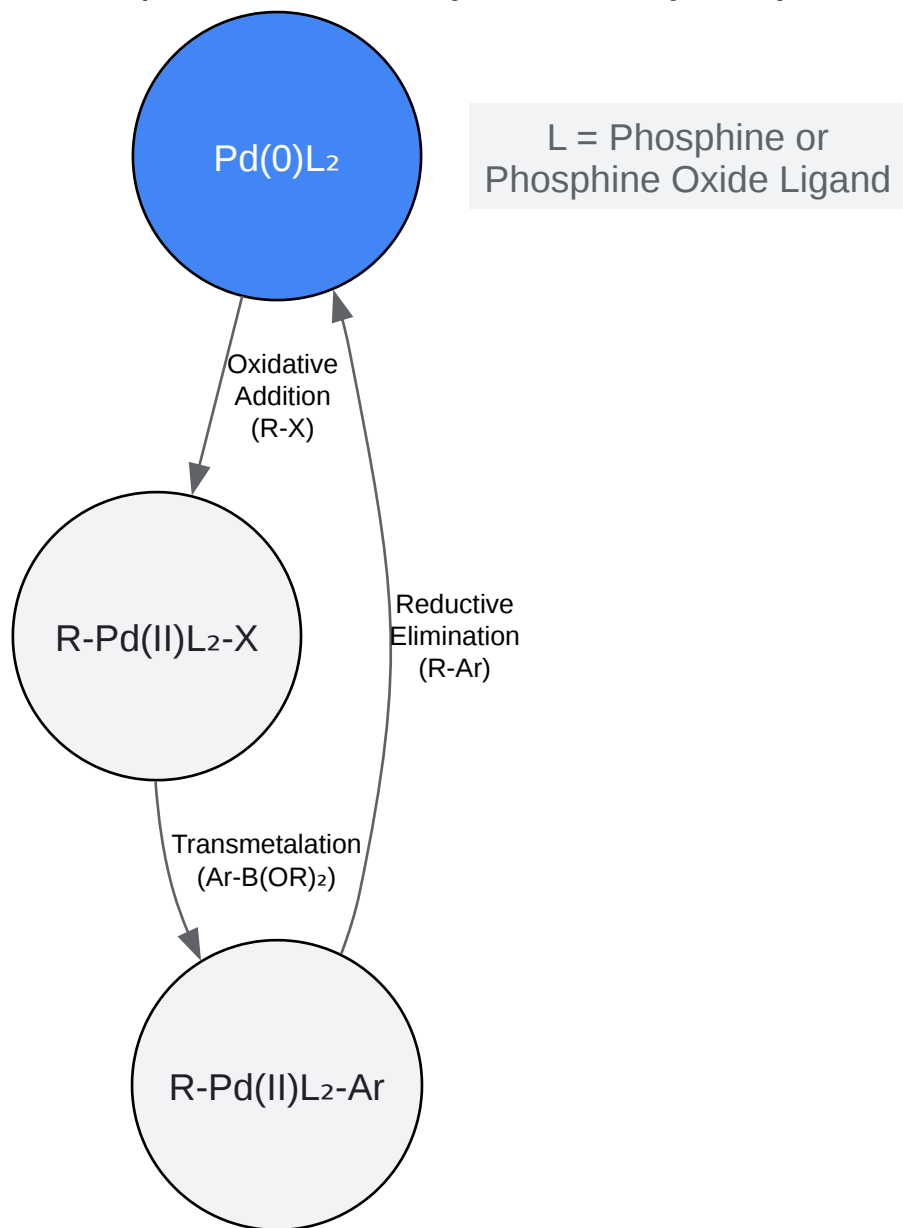 Pd(0)L₂
L = Phosphine or
Phosphine Oxide Ligand
Oxidative
Addition
(R-X)
R-Pd(II)L₂-X
Reductive
Elimination
(R-Ar)
Transmetalation
(Ar-B(OR)₂)
R-Pd(II)L₂-Ar